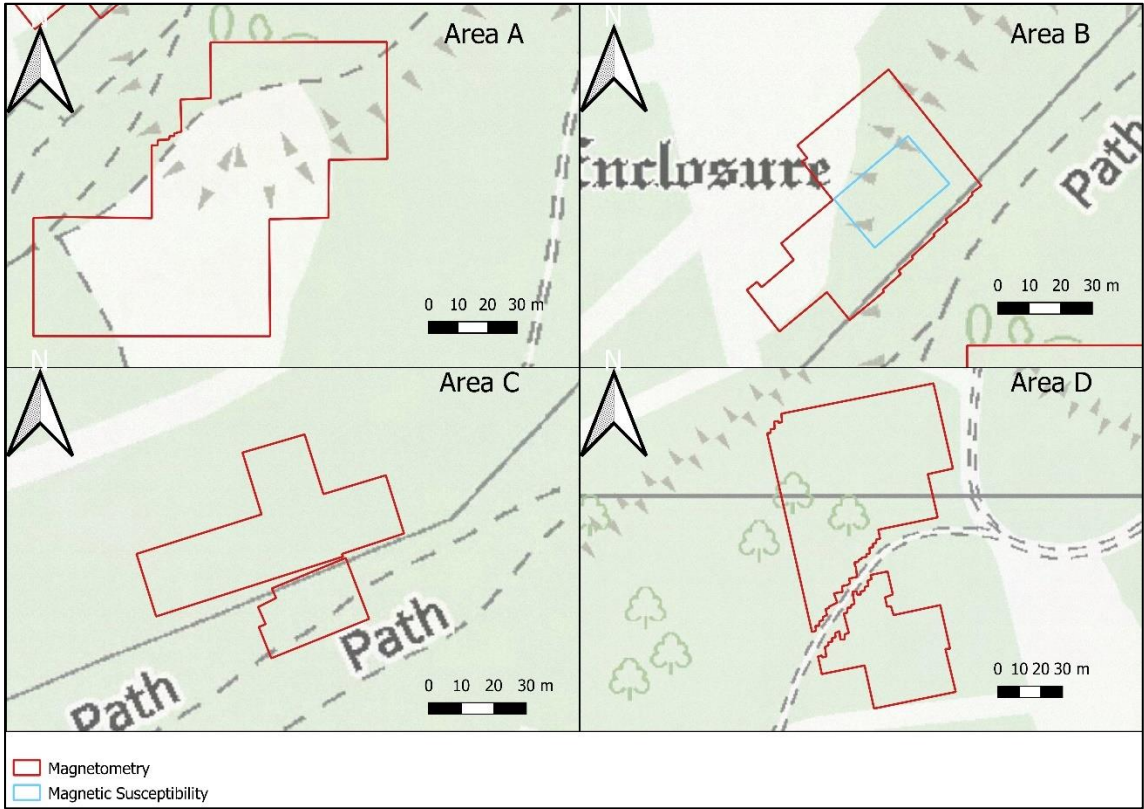 N
Area A
0 10 20 30 m
N
Area B
Enclosure
Path
0 10 20 30 m
N
Area C
Path
Path
0 10 20 30 m
N
Area D
0 10 20 30 m
Magnetometry
Magnetic Susceptibility